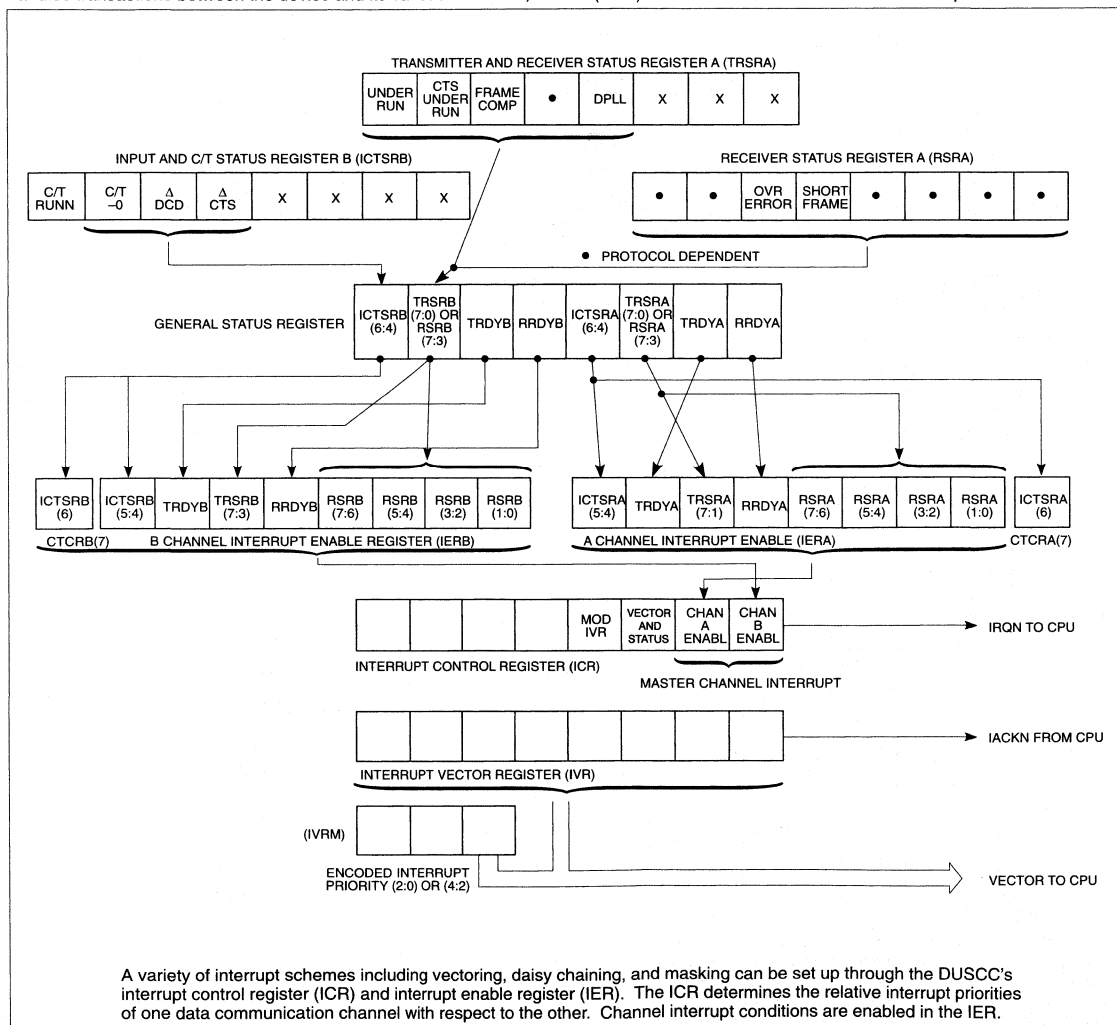 TRANSMITTER AND RECEIVER STATUS REGISTER A (TRSRA)
UNDER RUN
CTS UNDER RUN
FRAME COMP
•
DPLL
X
X
X
INPUT AND C/T STATUS REGISTER B (ICTSRB)
C/T RUNN
C/T –0
Δ DCD
Δ CTS
X
X
X
X
RECEIVER STATUS REGISTER A (RSRA)
•
•
OVR ERROR
SHORT FRAME
•
•
•
•
• PROTOCOL DEPENDENT
GENERAL STATUS REGISTER
ICTSRB (6:4)
TRSRB (7:0) OR RSRB (7:3)
TRDYB
RRDYB
ICTSRA (6:4)
TRSRA (7:0) OR RSRA (7:3)
TRDYA
RRDYA
ICTSRB (6)
ICTSRB (5:4)
TRDYB
TRSRB (7:3)
RRDYB
RSRB (7:6)
RSRB (5:4)
RSRB (3:2)
RSRB (1:0)
ICTSRA (5:4)
TRDYA
TRSRA (7:1)
RRDYA
RSRA (7:6)
RSRA (5:4)
RSRA (3:2)
RSRA (1:0)
ICTSRA (6)
CTCRB(7)
B CHANNEL INTERRUPT ENABLE REGISTER (IERB)
A CHANNEL INTERRUPT ENABLE (IERA)
CTCRA(7)
MOD IVR
VECTOR AND STATUS
CHAN A ENABL
CHAN B ENABL
IRQN TO CPU
INTERRUPT CONTROL REGISTER (ICR)
MASTER CHANNEL INTERRUPT
IACKN FROM CPU
INTERRUPT VECTOR REGISTER (IVR)
(IVRM)
ENCODED INTERRUPT
PRIORITY (2:0) OR (4:2)
VECTOR TO CPU
A variety of interrupt schemes including vectoring, daisy chaining, and masking can be set up through the DUSCC's
interrupt control register (ICR) and interrupt enable register (IER). The ICR determines the relative interrupt priorities
of one data communication channel with respect to the other. Channel interrupt conditions are enabled in the IER.